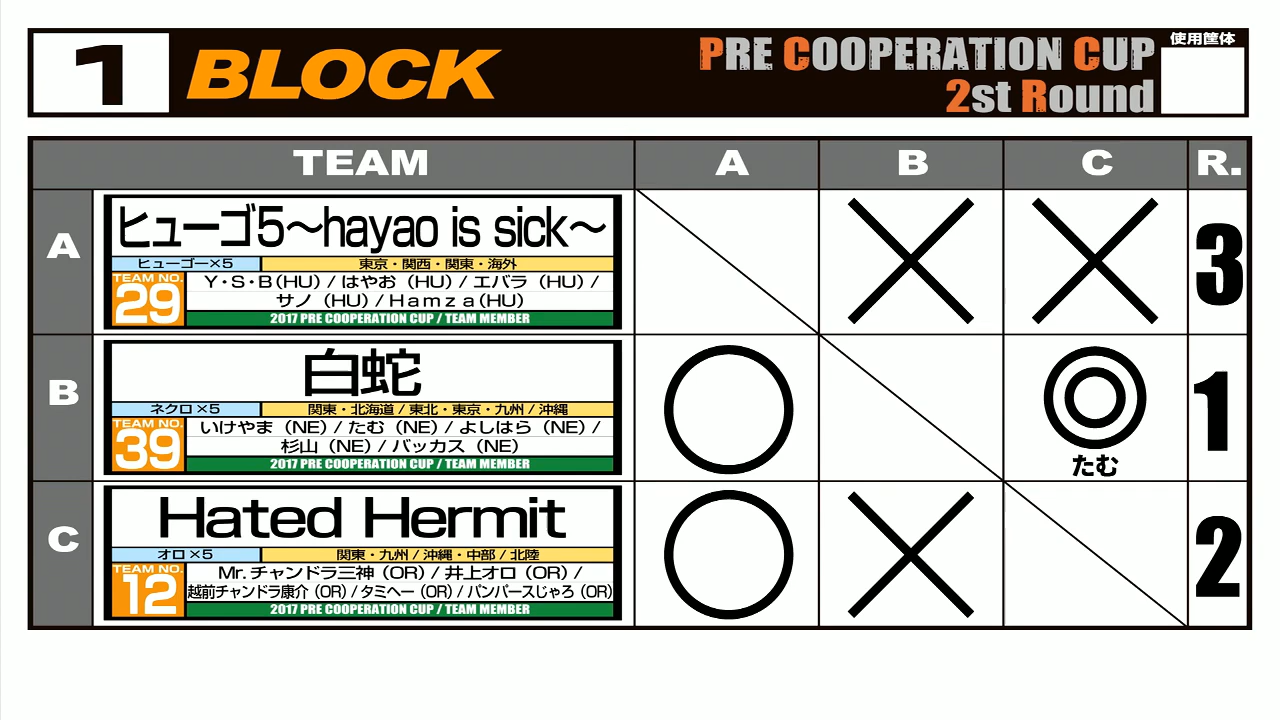 1 BLOCK
PRE COOPERATION CUP
2st Round
使用筐体
TEAM A B C R.
A
ヒューゴ5～hayao is sick～
ヒューゴー×5 東京・関西・関東・海外
TEAM NO.
29
Y・S・B(HU) / はやお (HU) / エバラ (HU) /
サノ (HU) / Hamza(HU)
2017 PRE COOPERATION CUP / TEAM MEMBER
3
B
白蛇
ネクロ×5 関東・北海道 / 東北・東京・九州 / 沖縄
TEAM NO.
39
いけやま (NE) / たむ (NE) / よしはら (NE) /
杉山 (NE) / バッカス (NE)
2017 PRE COOPERATION CUP / TEAM MEMBER
たむ
1
C
Hated Hermit
オロ×5 関東・九州 / 沖縄・中部 / 北陸
TEAM NO.
12
Mr. チャンドラ三神 (OR) / 井上オロ (OR) /
越前チャンドラ康介 (OR) / タミヘー (OR) / パンパースじゃろ (OR)
2017 PRE COOPERATION CUP / TEAM MEMBER
2